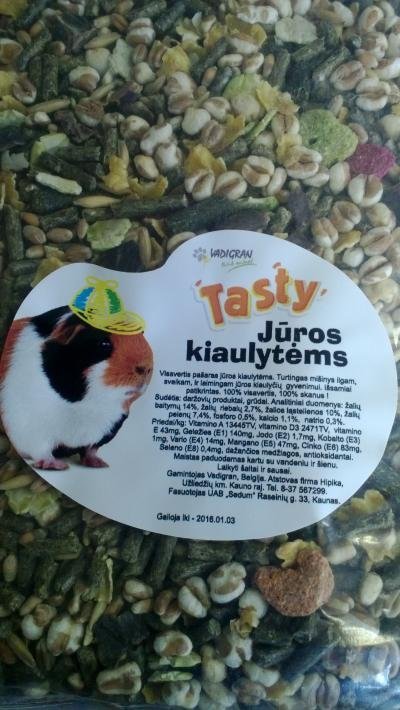 VADIGRAN
Tasty
Jūros
kiaulytėms
Visavertis pašaras jūros kiaulytėms. Turtingas mišinys ilgam,
sveikam, ir laimingam jūros kiaulyčių gyvenimui. Išsamiai
patikrintas. 100% visavertis, 100% skanus !
Sudėtis: daržovių produktai, grūdai. Analitiniai duomenys: žalių
baltymų 14%, žalių riebalų 2,7%, žalios ląstelienos 10%, žalių
pelenų 7,4%, fosforo 0,5%, kalcio 1,1%, natrio 0,3%.
Priedai/kg: Vitamino A 13445TV, vitamino D3 2471TV, vitamino
E 43mg, Geležies (E1) 140mg, Jodo (E2) 1,7mg, Kobalto (E3)
1mg, Vario (E4) 14mg, Mangano (E5) 47mg, Cinko (E6) 83mg,
Seleno (E8) 0,4mg, dažančios medžiagos, antioksidantai.
Maistas paduodamas kartu su vandeniu ir šienu.
Laikyti šaltai ir sausai.
Gamintojas Vadigran, Belgija. Atstovas firma Hipika,
Užliedžių km. Kauno raj. Tel. 8-37 567299.
Fasuotojas UAB „Sedum" Raseinių g. 33, Kaunas.
Galioja iki - 2016.01.03